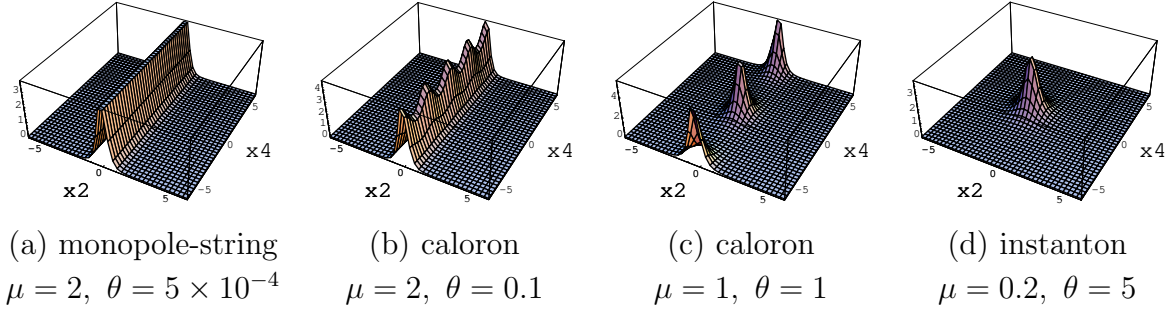 3
2
1
0
-5
0
5
x2
-5
0
5
x4
4
3
2
1
0
-5
0
5
x2
-5
0
5
x4
2
0
-5
0
5
x2
-5
0
5
x4
3
2
1
0
-5
0
5
x2
-5
0
5
x4
(a) monopole-string
μ = 2, θ = 5 × 10⁻⁴
(b) caloron
μ = 2, θ = 0.1
(c) caloron
μ = 1, θ = 1
(d) instanton
μ = 0.2, θ = 5